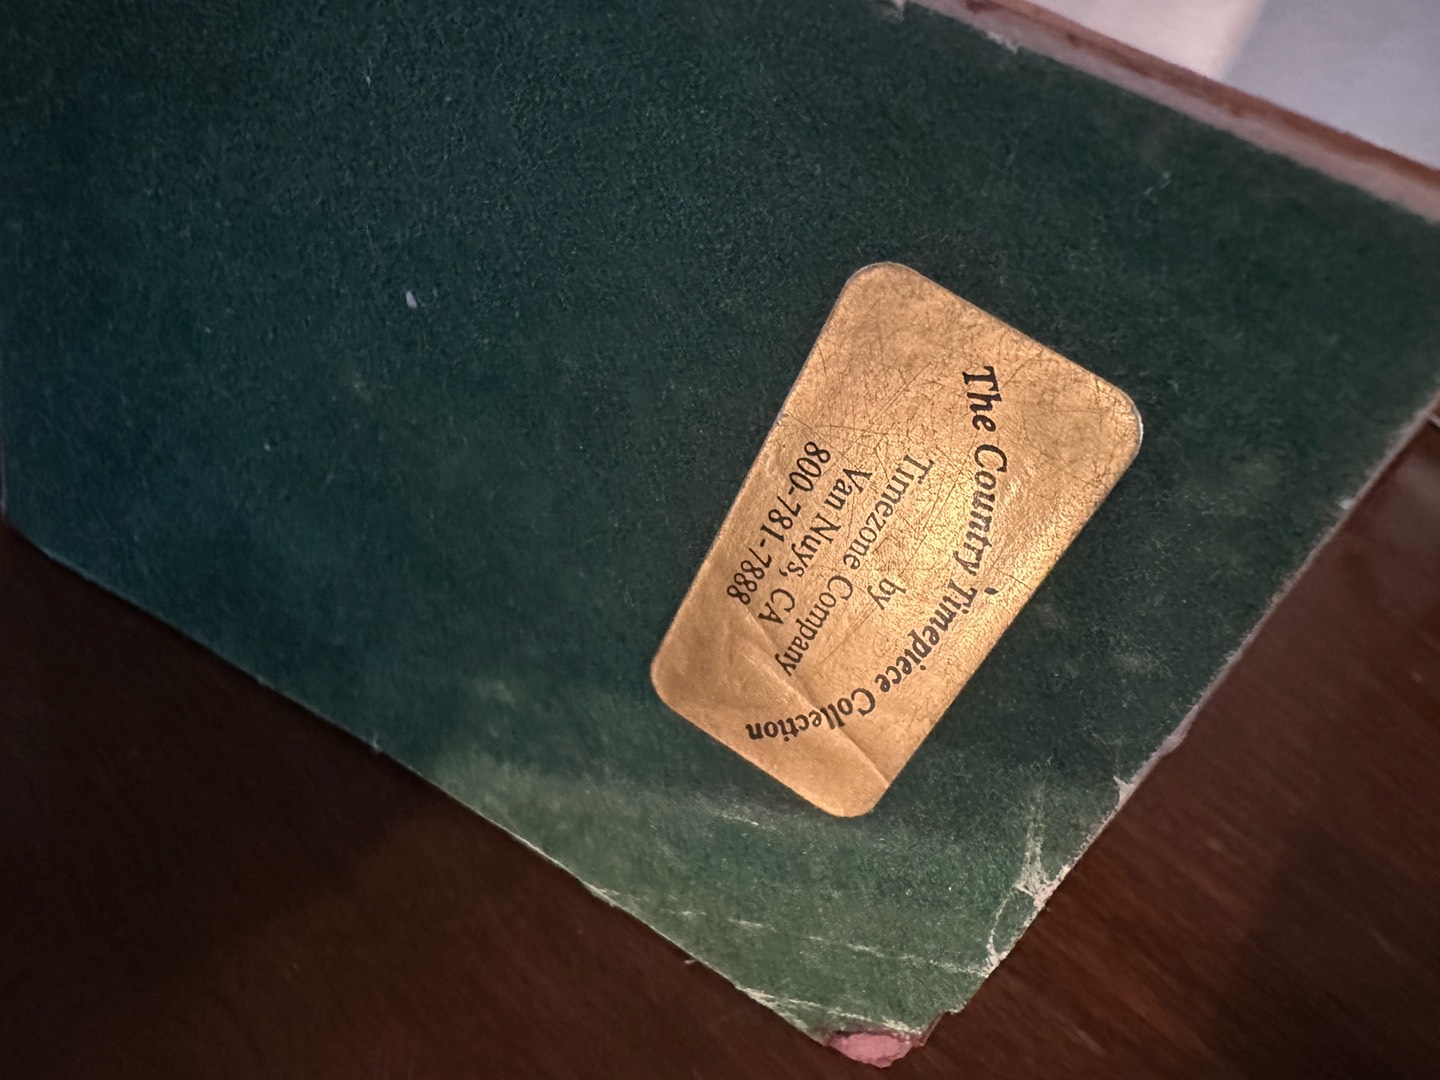 The Country Timepiece Collection
by
Timezone Company
Van Nuys, CA
800-781-7888